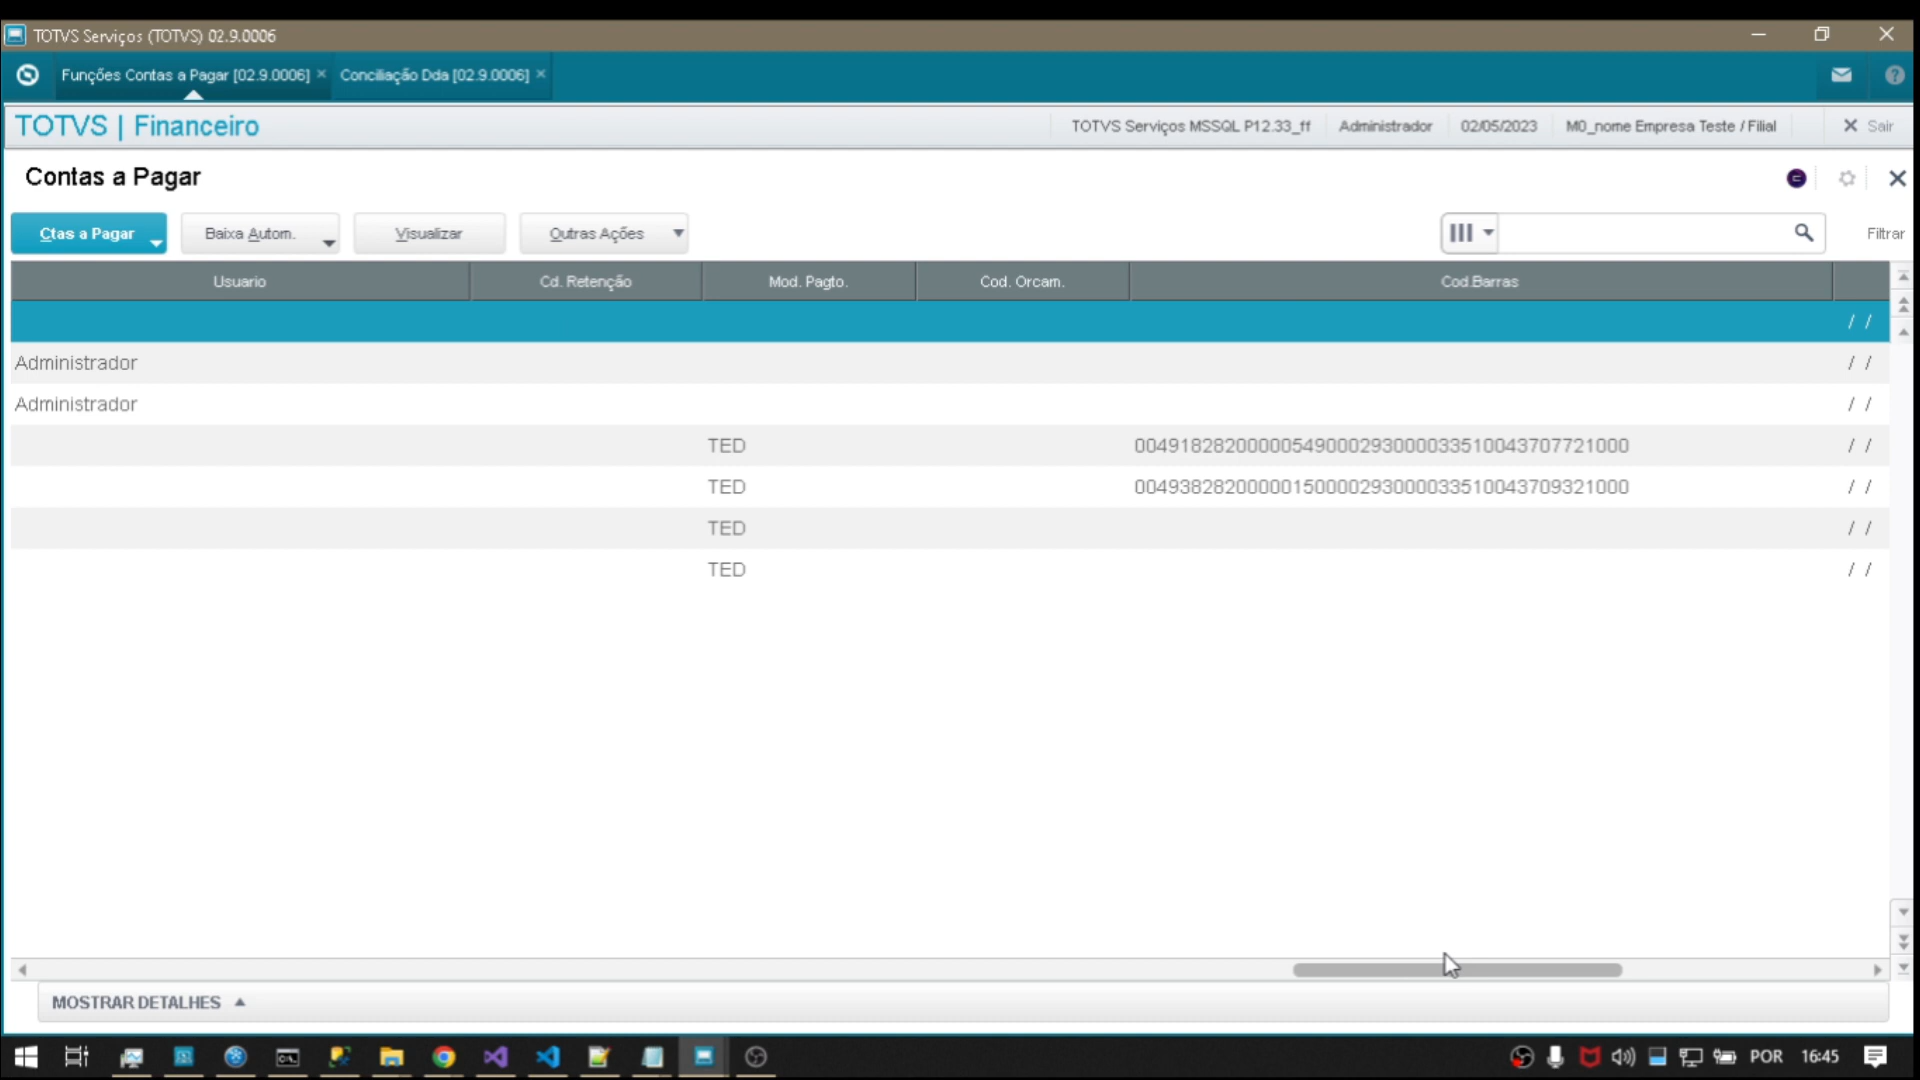 TOTVS Serviços (TOTVS) 02.9.0006
Funções Contas a Pagar [02.9.0006] × Conciliação Dda [02.9.0006] ×
TOTVS | Financeiro TOTVS Serviços MSSQL P12.33_ff Administrador 02/05/2023 M0_nome Empresa Teste / Filial Sair
Contas a Pagar
Ctas a Pagar Baixa Autom. Visualizar Outras Ações Filtrar
Usuario Cd. Retenção Mod. Pagto. Cod. Orcam. Cod.Barras
/ /
Administrador / /
Administrador / /
TED 00491828200000549000293000033510043707721000 / /
TED 00493828200000150000293000033510043709321000 / /
TED / /
TED / /
MOSTRAR DETALHES
POR 16:45